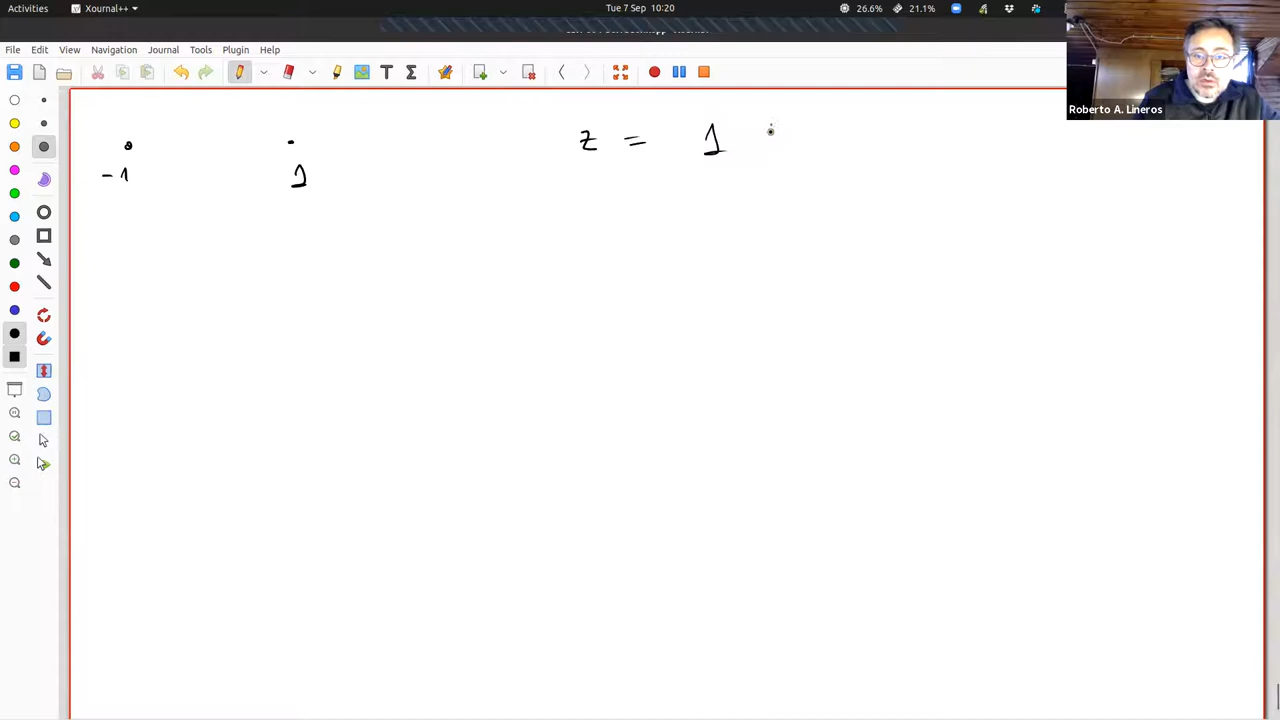 Activities
Xournal++
Tue 7 Sep 10:20
26.6%
21.1%
File Edit View Navigation Journal Tools Plugin Help
Roberto A. Lineros
z = 1
-1 1